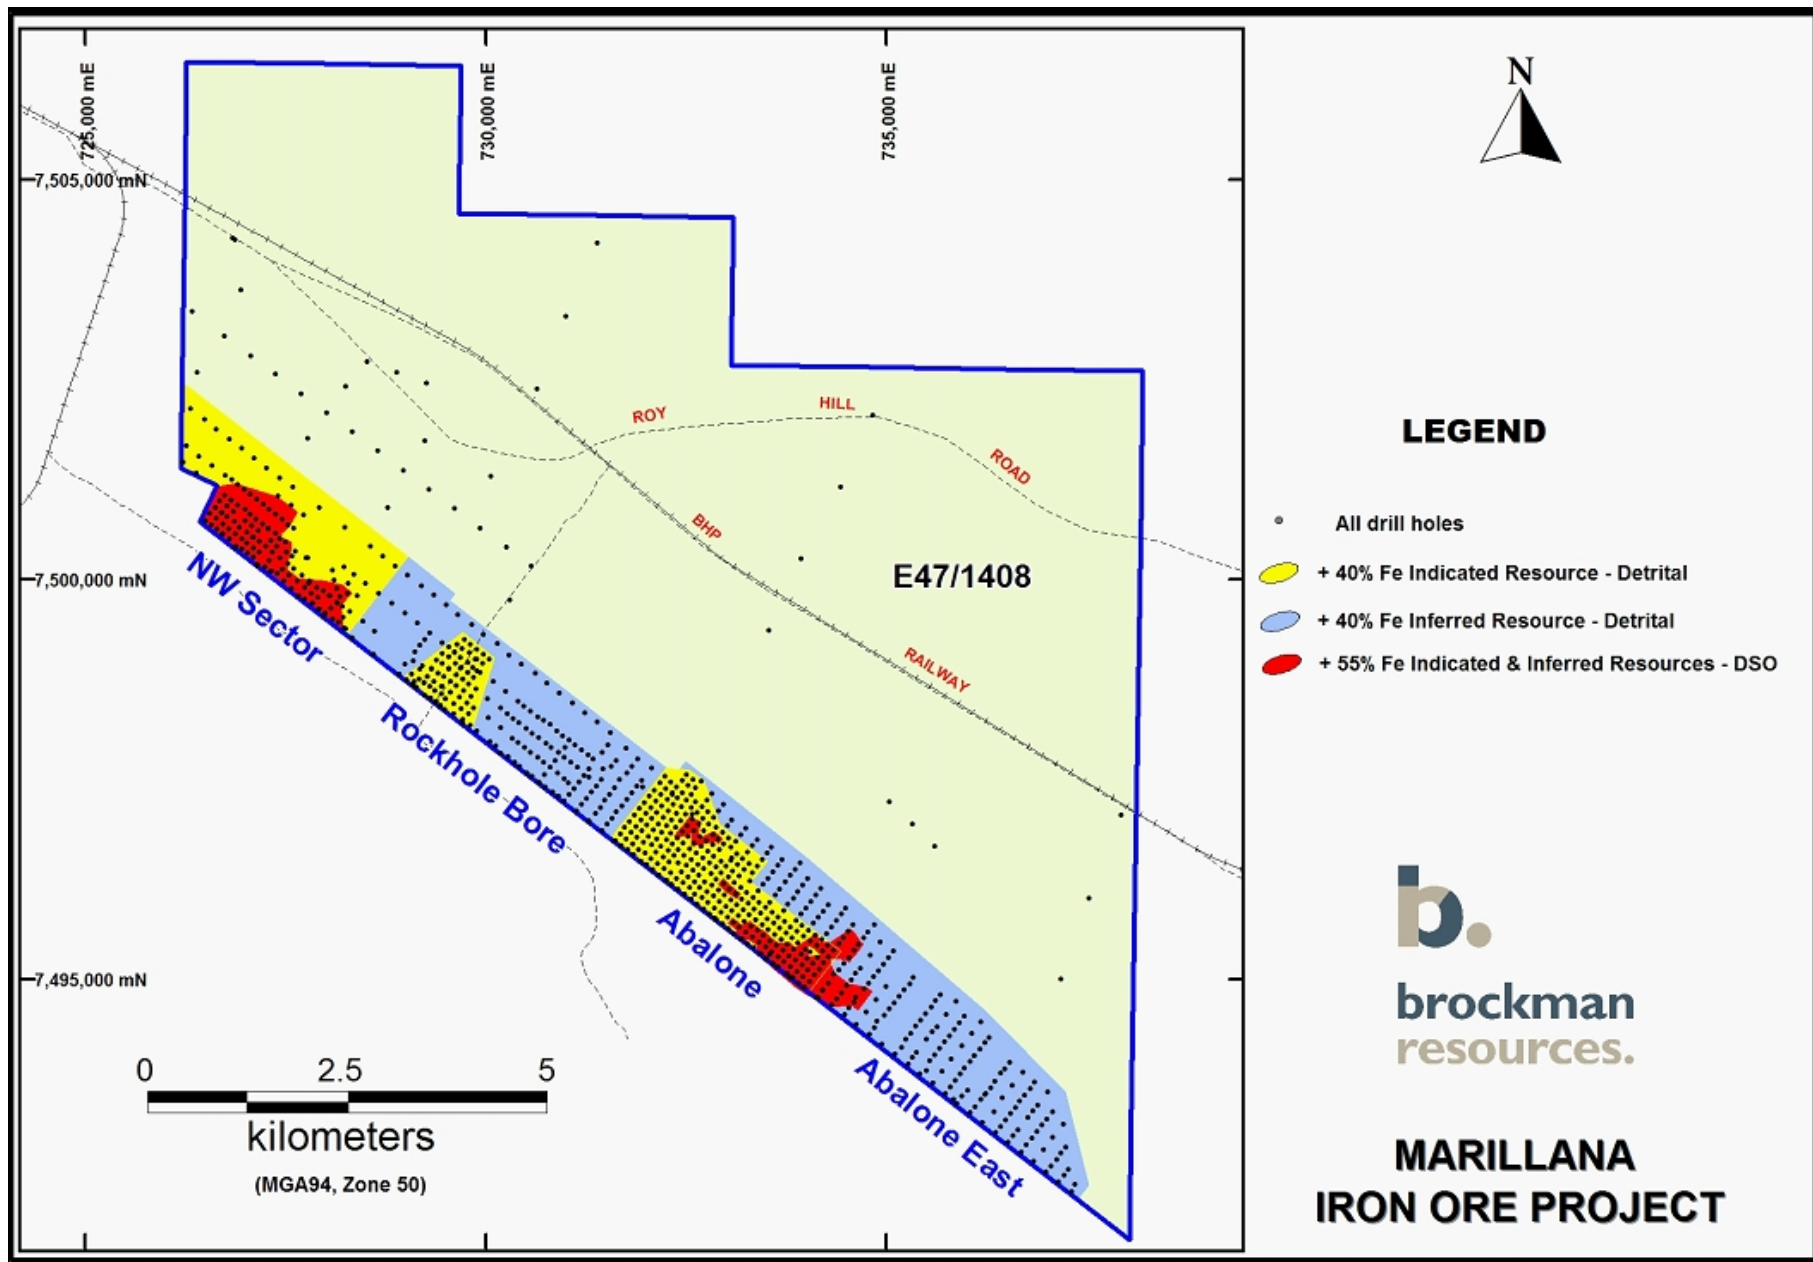 725,000 mE
730,000 mE
735,000 mE
7,505,000 mN
7,500,000 mN
7,495,000 mN
ROY HILL ROAD
BHP RAILWAY
E47/1408
NW Sector
Rockhole Bore
Abalone
Abalone East
0 2.5 5
kilometers
(MGA94, Zone 50)
N
LEGEND
All drill holes
+ 40% Fe Indicated Resource - Detrital
+ 40% Fe Inferred Resource - Detrital
+ 55% Fe Indicated & Inferred Resources - DSO
b.
brockman
resources.
MARILLANA
IRON ORE PROJECT